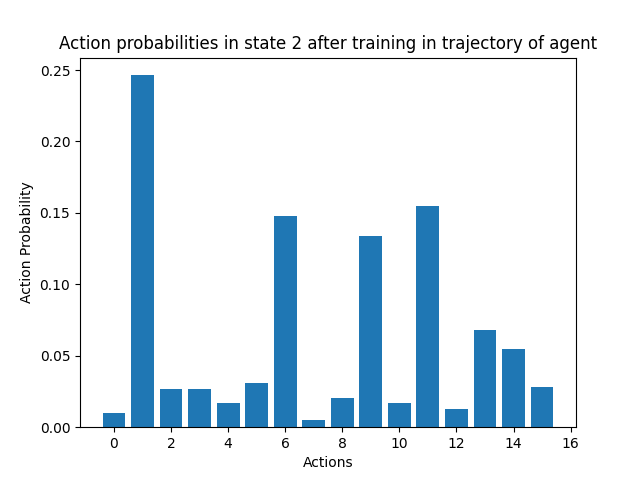 Action probabilities in state 2 after training in trajectory of agent
0.25
0.20
0.15
0.10
0.05
0.00
Action Probability
0 2 4 6 8 10 12 14 16
Actions